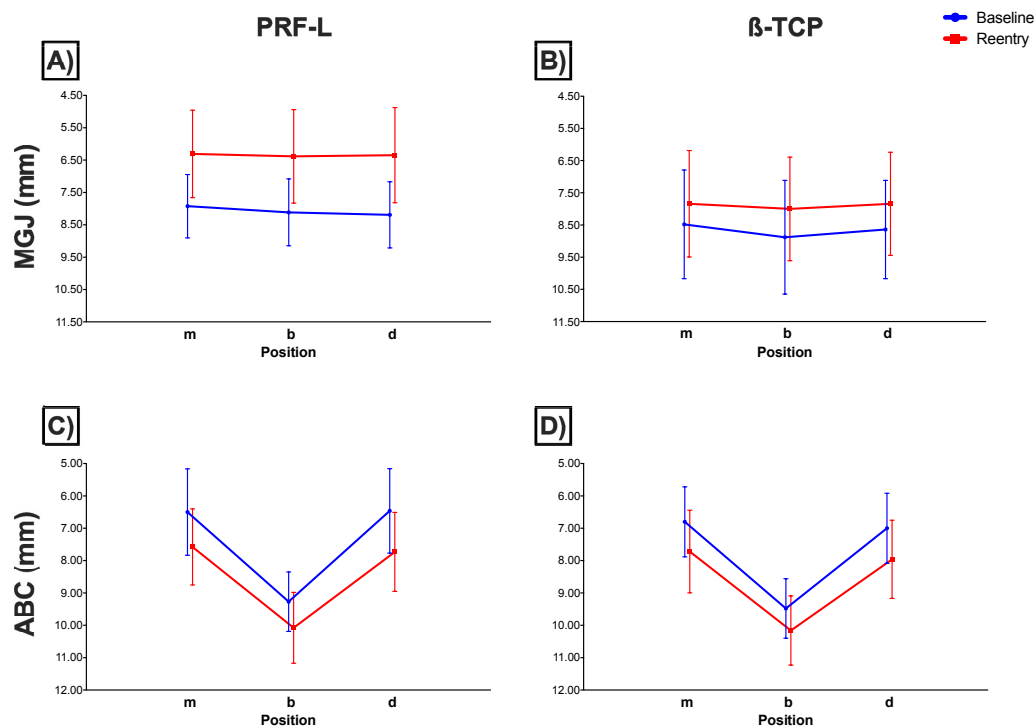 PRF-L
ß-TCP
Baseline
Reentry
A)
B)
MGJ (mm)
4.50
5.50
6.50
7.50
8.50
9.50
10.50
11.50
m b d
Position
4.50
5.50
6.50
7.50
8.50
9.50
10.50
11.50
m b d
Position
C)
D)
ABC (mm)
5.00
6.00
7.00
8.00
9.00
10.00
11.00
12.00
m b d
Position
5.00
6.00
7.00
8.00
9.00
10.00
11.00
12.00
m b d
Position